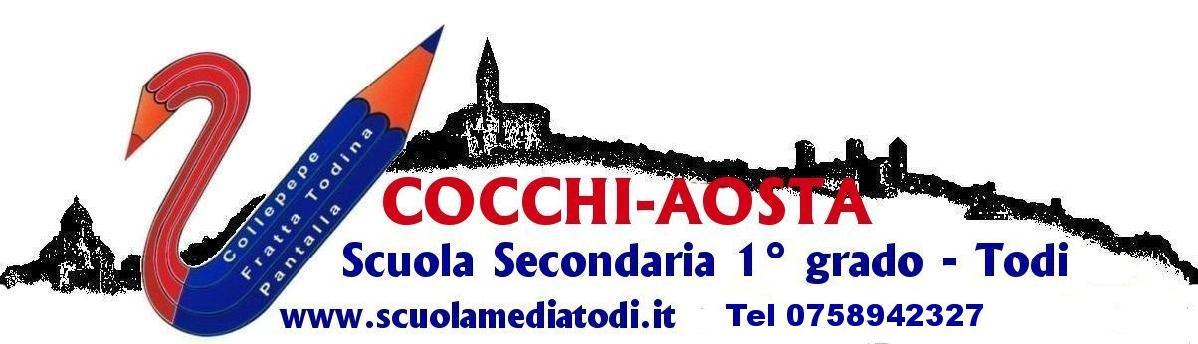 Collepepe
Fratta Todina
Pantalla
COCCHI-AOSTA
Scuola Secondaria 1° grado - Todi
www.scuolamediatodi.it Tel 0758942327